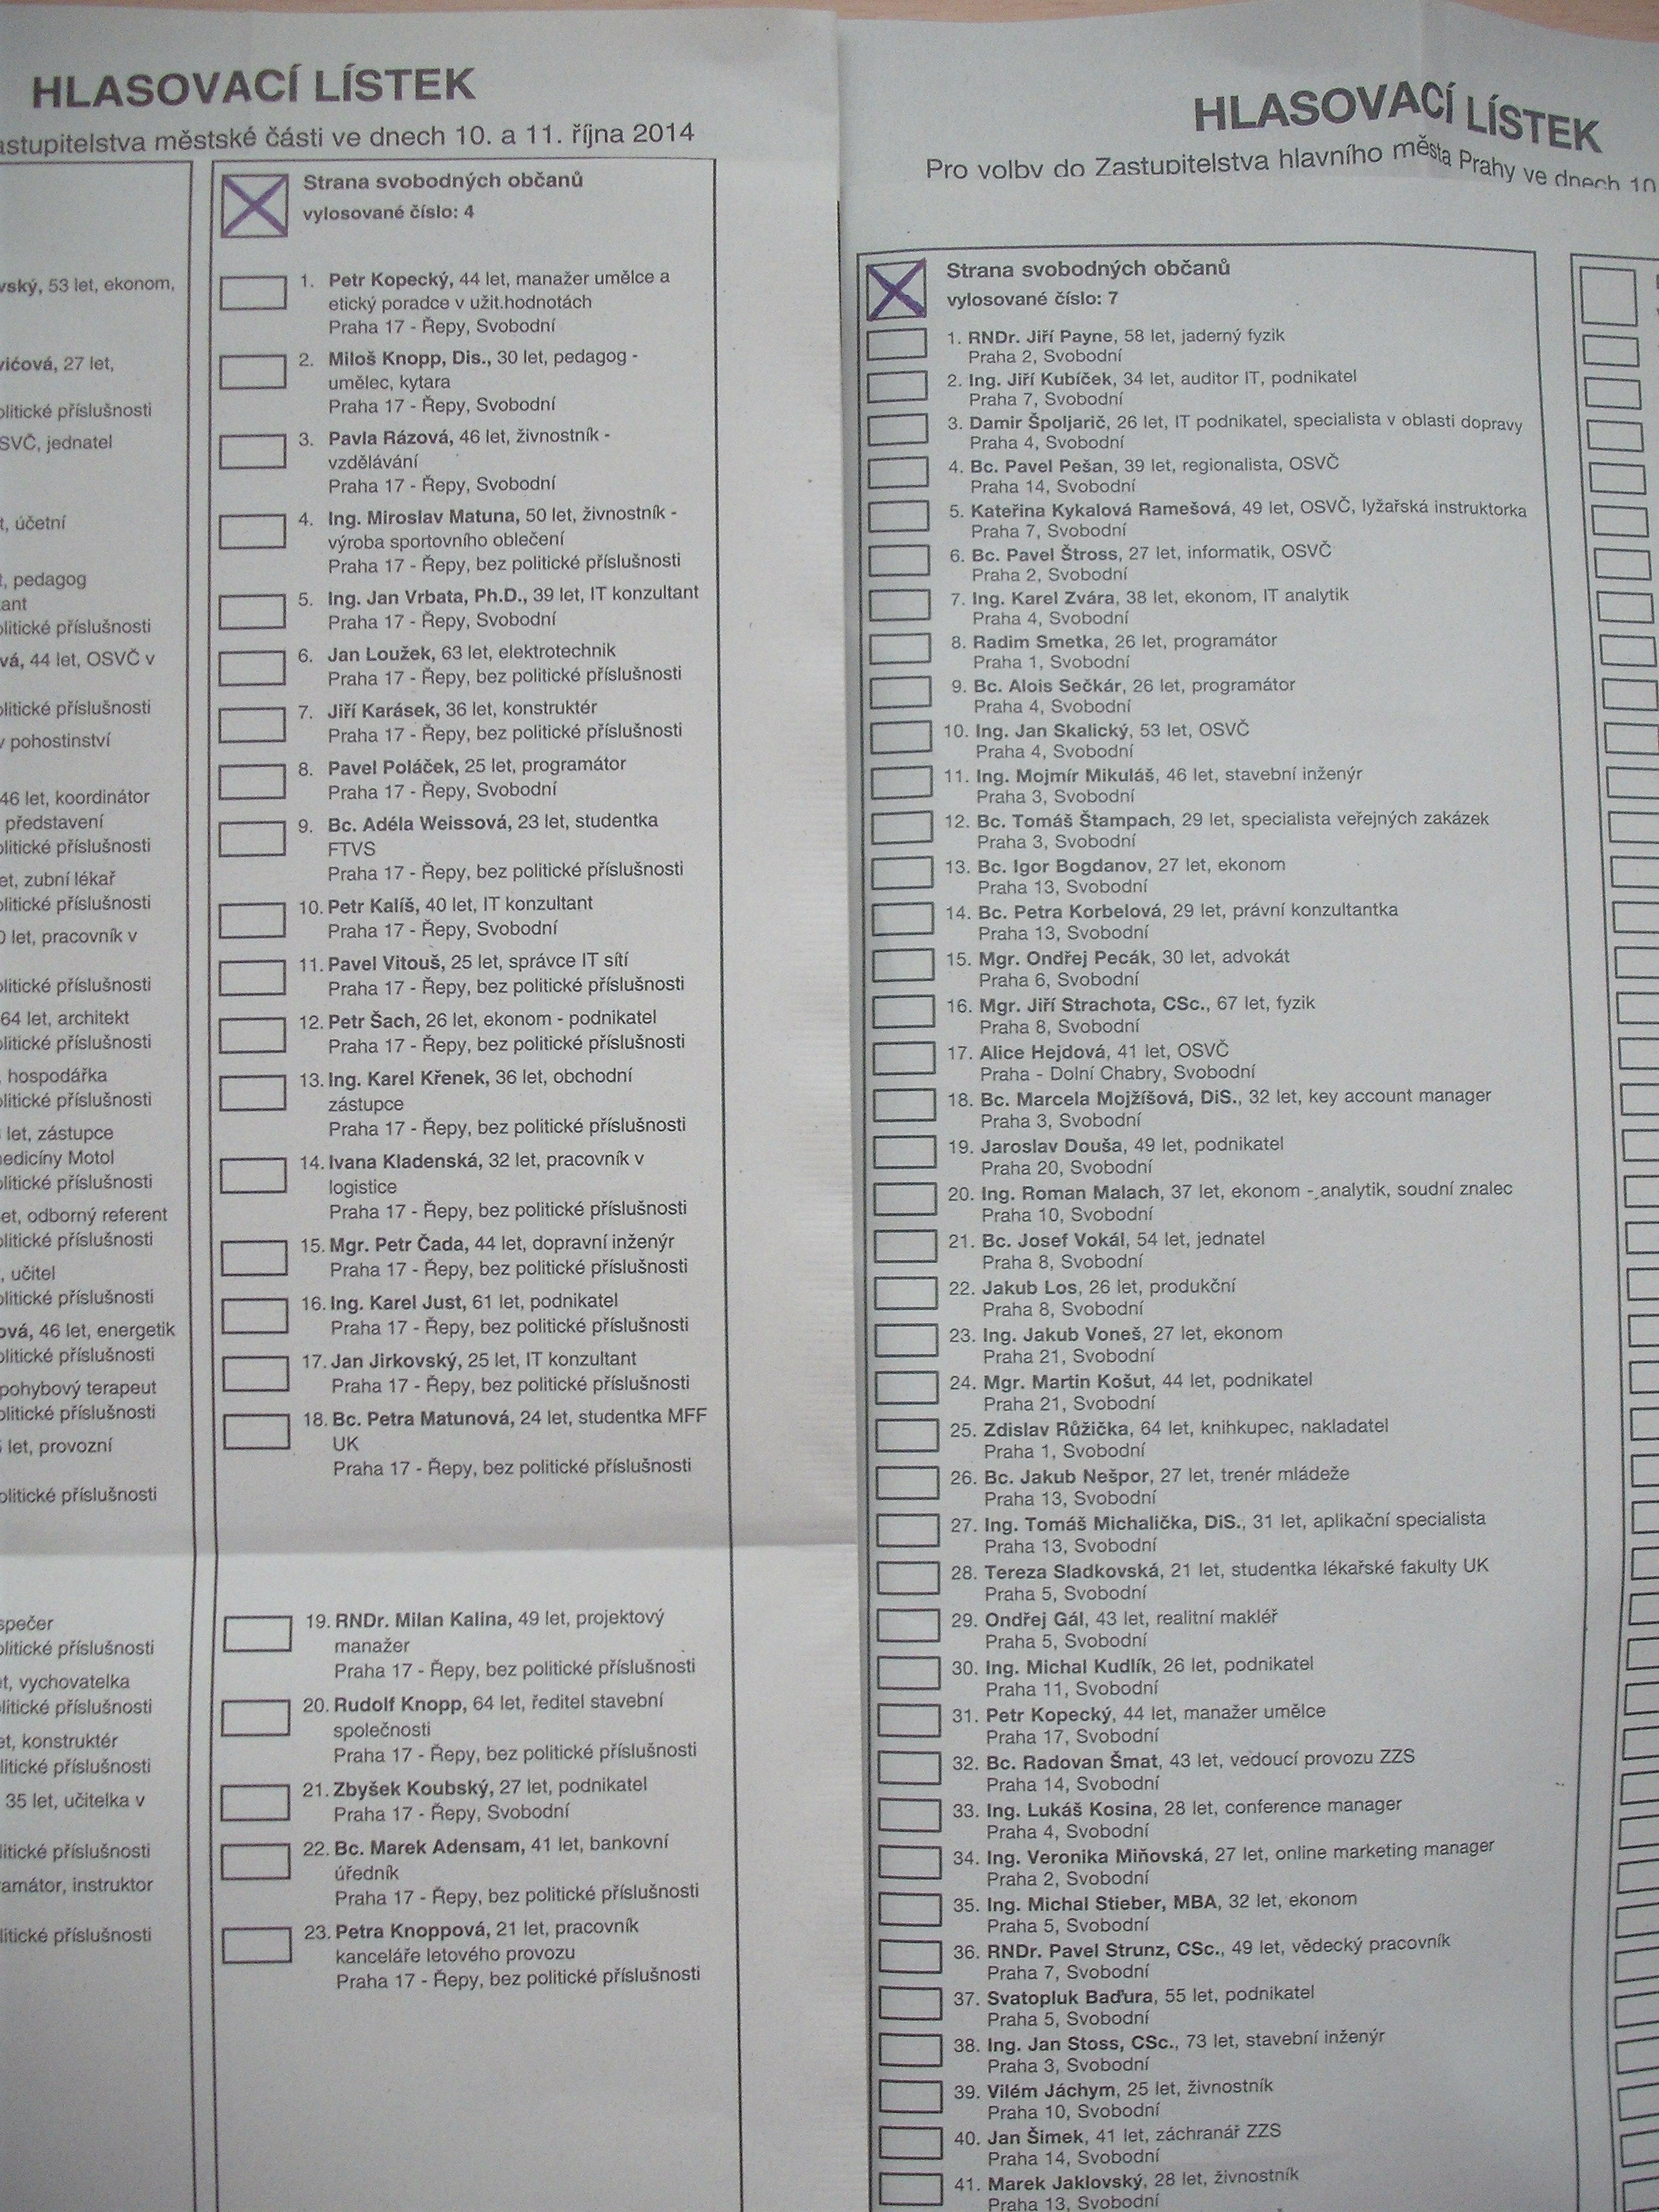 HLASOVACÍ LÍSTEK
astupitelstva městské části ve dnech 10. a 11. října 2014
vský, 53 let, ekonom,
vićová, 27 let,
olitické příslušnosti
SVČ, jednatel
t, účetní
t, pedagog
tant
olitické příslušnosti
vá, 44 let, OSVČ v
olitické příslušnosti
v pohostinství
46 let, koordinátor
představení
olitické příslušnosti
et, zubní lékař
olitické příslušnosti
0 let, pracovník v
olitické příslušnosti
64 let, architekt
olitické příslušnosti
, hospodářka
olitické příslušnosti
let, zástupce
nedicíny Motol
olitické příslušnosti
et, odborný referent
olitické příslušnosti
, učitel
olitické příslušnosti
ová, 46 let, energetik
olitické příslušnosti
pohybový terapeut
olitické příslušnosti
let, provozní
olitické příslušnosti
spečer
olitické příslušnosti
t, vychovatelka
litické příslušnosti
et, konstruktér
litické příslušnosti
35 let, učitelka v
litické příslušnosti
ramátor, instruktor
litické příslušnosti
Strana svobodných občanů
vylosované číslo: 4
1. Petr Kopecký, 44 let, manažer umělce a
etický poradce v užit.hodnotách
Praha 17 - Řepy, Svobodní
2. Miloš Knopp, Dis., 30 let, pedagog -
umělec, kytara
Praha 17 - Řepy, Svobodní
3. Pavla Rázová, 46 let, živnostník -
vzdělávání
Praha 17 - Řepy, Svobodní
4. Ing. Miroslav Matuna, 50 let, živnostník -
výroba sportovního oblečení
Praha 17 - Řepy, bez politické příslušnosti
5. Ing. Jan Vrbata, Ph.D., 39 let, IT konzultant
Praha 17 - Řepy, Svobodní
6. Jan Loužek, 63 let, elektrotechnik
Praha 17 - Řepy, bez politické příslušnosti
7. Jiří Karásek, 36 let, konstruktér
Praha 17 - Řepy, bez politické příslušnosti
8. Pavel Poláček, 25 let, programátor
Praha 17 - Řepy, Svobodní
9. Bc. Adéla Weissová, 23 let, studentka
FTVS
Praha 17 - Řepy, bez politické příslušnosti
10. Petr Kalíš, 40 let, IT konzultant
Praha 17 - Řepy, Svobodní
11. Pavel Vitouš, 25 let, správce IT sítí
Praha 17 - Řepy, bez politické příslušnosti
12. Petr Šach, 26 let, ekonom - podnikatel
Praha 17 - Řepy, bez politické příslušnosti
13. Ing. Karel Křenek, 36 let, obchodní
zástupce
Praha 17 - Řepy, bez politické příslušnosti
14. Ivana Kladenská, 32 let, pracovník v
logistice
Praha 17 - Řepy, bez politické příslušnosti
15. Mgr. Petr Čada, 44 let, dopravní inženýr
Praha 17 - Řepy, bez politické příslušnosti
16. Ing. Karel Just, 61 let, podnikatel
Praha 17 - Řepy, bez politické příslušnosti
17. Jan Jirkovský, 25 let, IT konzultant
Praha 17 - Řepy, bez politické příslušnosti
18. Bc. Petra Matunová, 24 let, studentka MFF
UK
Praha 17 - Řepy, bez politické příslušnosti
19. RNDr. Milan Kalina, 49 let, projektový
manažer
Praha 17 - Řepy, bez politické příslušnosti
20. Rudolf Knopp, 64 let, ředitel stavební
společnosti
Praha 17 - Řepy, bez politické příslušnosti
21. Zbyšek Koubský, 27 let, podnikatel
Praha 17 - Řepy, Svobodní
22. Bc. Marek Adensam, 41 let, bankovní
úředník
Praha 17 - Řepy, bez politické příslušnosti
23. Petra Knoppová, 21 let, pracovník
kanceláře letového provozu
Praha 17 - Řepy, bez politické příslušnosti
HLASOVACÍ LÍSTEK
Pro volby do Zastupitelstva hlavního města Prahy ve dnech 10
Strana svobodných občanů
vylosované číslo: 7
1. RNDr. Jiří Payne, 58 let, jaderný fyzik
Praha 2, Svobodní
2. Ing. Jiří Kubíček, 34 let, auditor IT, podnikatel
Praha 7, Svobodní
3. Damir Špoljarič, 26 let, IT podnikatel, specialista v oblasti dopravy
Praha 4, Svobodní
4. Bc. Pavel Pešan, 39 let, regionalista, OSVČ
Praha 14, Svobodní
5. Kateřina Kykalová Ramešová, 49 let, OSVČ, lyžařská instruktorka
Praha 7, Svobodní
6. Bc. Pavel Štross, 27 let, informatik, OSVČ
Praha 2, Svobodní
7. Ing. Karel Zvára, 38 let, ekonom, IT analytik
Praha 4, Svobodní
8. Radim Smetka, 26 let, programátor
Praha 1, Svobodní
9. Bc. Alois Sečkár, 26 let, programátor
Praha 4, Svobodní
10. Ing. Jan Skalický, 53 let, OSVČ
Praha 4, Svobodní
11. Ing. Mojmír Mikuláš, 46 let, stavební inženýr
Praha 3, Svobodní
12. Bc. Tomáš Štampach, 29 let, specialista veřejných zakázek
Praha 3, Svobodní
13. Bc. Igor Bogdanov, 27 let, ekonom
Praha 13, Svobodní
14. Bc. Petra Korbelová, 29 let, právní konzultantka
Praha 13, Svobodní
15. Mgr. Ondřej Pecák, 30 let, advokát
Praha 6, Svobodní
16. Mgr. Jiří Strachota, CSc., 67 let, fyzik
Praha 8, Svobodní
17. Alice Hejdová, 41 let, OSVČ
Praha - Dolní Chabry, Svobodní
18. Bc. Marcela Mojžíšová, DiS., 32 let, key account manager
Praha 3, Svobodní
19. Jaroslav Douša, 49 let, podnikatel
Praha 20, Svobodní
20. Ing. Roman Malach, 37 let, ekonom - analytik, soudní znalec
Praha 10, Svobodní
21. Bc. Josef Vokál, 54 let, jednatel
Praha 8, Svobodní
22. Jakub Los, 26 let, produkční
Praha 8, Svobodní
23. Ing. Jakub Voneš, 27 let, ekonom
Praha 21, Svobodní
24. Mgr. Martin Košut, 44 let, podnikatel
Praha 21, Svobodní
25. Zdislav Růžička, 64 let, knihkupec, nakladatel
Praha 1, Svobodní
26. Bc. Jakub Nešpor, 27 let, trenér mládeže
Praha 13, Svobodní
27. Ing. Tomáš Michalička, DiS., 31 let, aplikační specialista
Praha 13, Svobodní
28. Tereza Sladkovská, 21 let, studentka lékařské fakulty UK
Praha 5, Svobodní
29. Ondřej Gál, 43 let, realitní makléř
Praha 5, Svobodní
30. Ing. Michal Kudlík, 26 let, podnikatel
Praha 11, Svobodní
31. Petr Kopecký, 44 let, manažer umělce
Praha 17, Svobodní
32. Bc. Radovan Šmat, 43 let, vedoucí provozu ZZS
Praha 14, Svobodní
33. Ing. Lukáš Kosina, 28 let, conference manager
Praha 4, Svobodní
34. Ing. Veronika Miňovská, 27 let, online marketing manager
Praha 2, Svobodní
35. Ing. Michal Stieber, MBA, 32 let, ekonom
Praha 5, Svobodní
36. RNDr. Pavel Strunz, CSc., 49 let, vědecký pracovník
Praha 7, Svobodní
37. Svatopluk Baďura, 55 let, podnikatel
Praha 5, Svobodní
38. Ing. Jan Stoss, CSc., 73 let, stavební inženýr
Praha 3, Svobodní
39. Vilém Jáchym, 25 let, živnostník
Praha 10, Svobodní
40. Jan Šimek, 41 let, záchranář ZZS
Praha 14, Svobodní
41. Marek Jaklovský, 28 let, živnostník
Praha 13, Svobodní